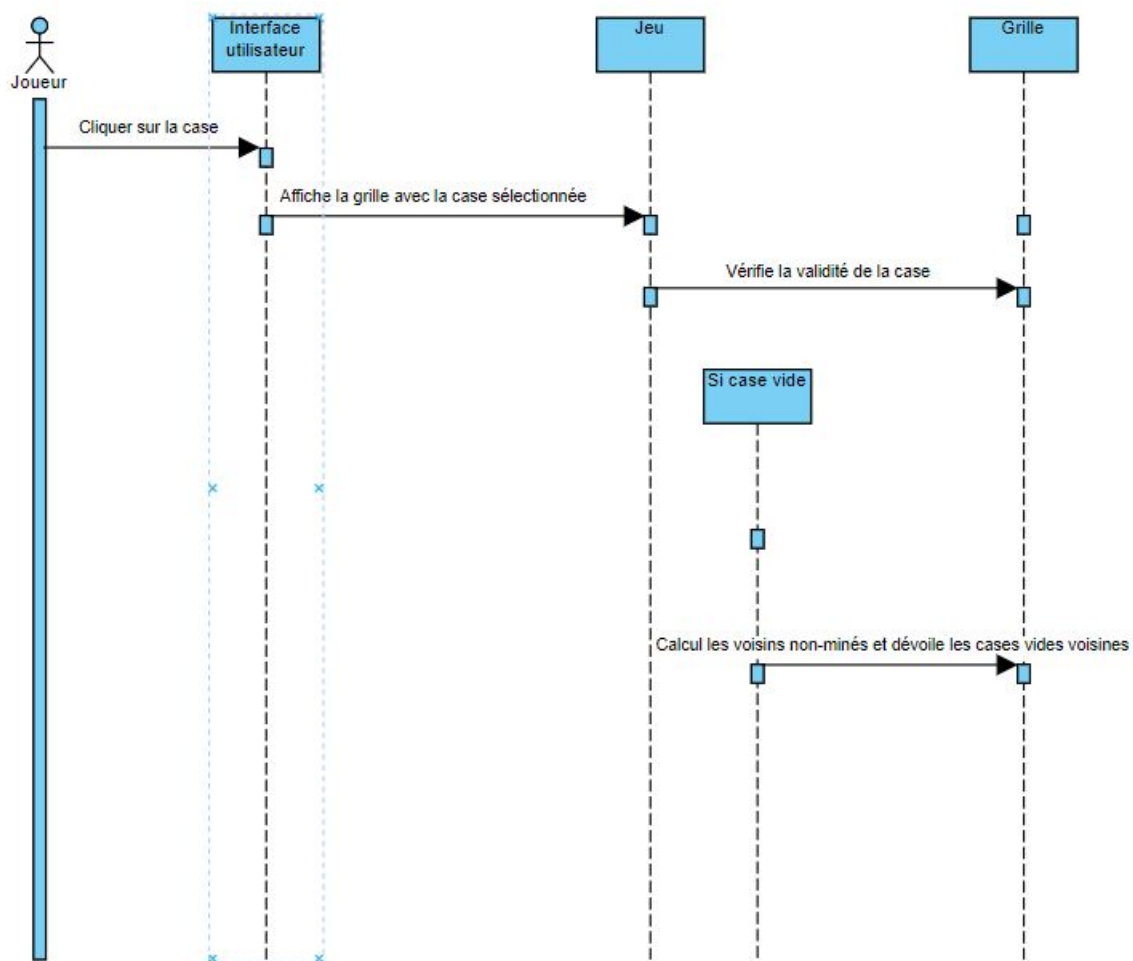 Interface
utilisateur
Jeu
Grille
Joueur
Cliquer sur la case
Affiche la grille avec la case sélectionnée
Vérifie la validité de la case
Si case vide
Calcul les voisins non-minés et dévoile les cases vides voisines